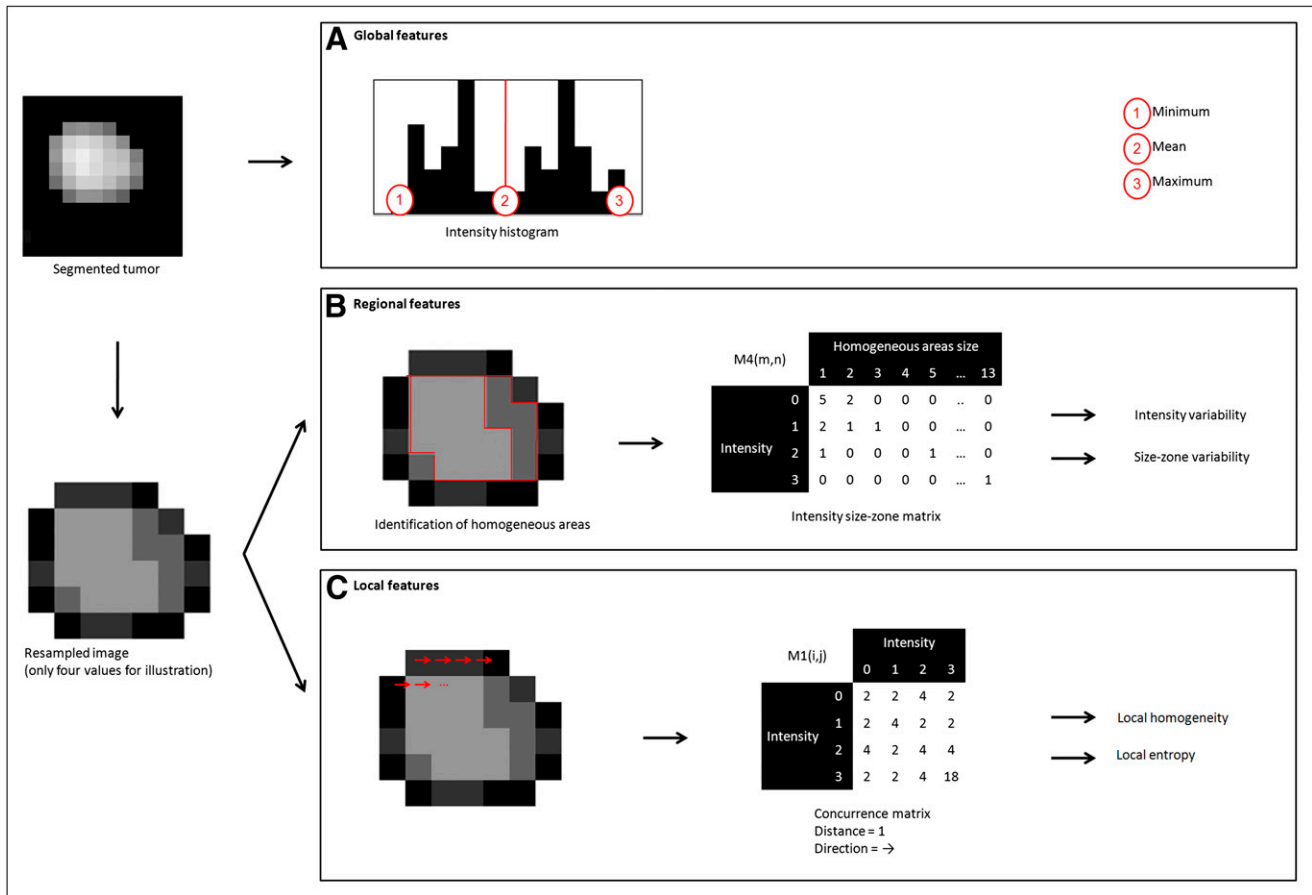 A Global features
1 Minimum
2 Mean
3 Maximum
1 2 3
Intensity histogram
Segmented tumor
B Regional features
M4(m,n)
Homogeneous areas size
1 2 3 4 5 ... 13
Intensity
0 5 2 0 0 0 .. 0
1 2 1 1 0 0 ... 0
2 1 0 0 0 1 ... 0
3 0 0 0 0 0 ... 1
Intensity variability
Size-zone variability
Identification of homogeneous areas
Intensity size-zone matrix
Resampled image
(only four values for illustration)
C Local features
...
M1(i,j)
Intensity
0 1 2 3
Intensity
0 2 2 4 2
1 2 4 2 2
2 4 2 4 4
3 2 2 4 18
Local homogeneity
Local entropy
Concurrence matrix
Distance = 1
Direction = →